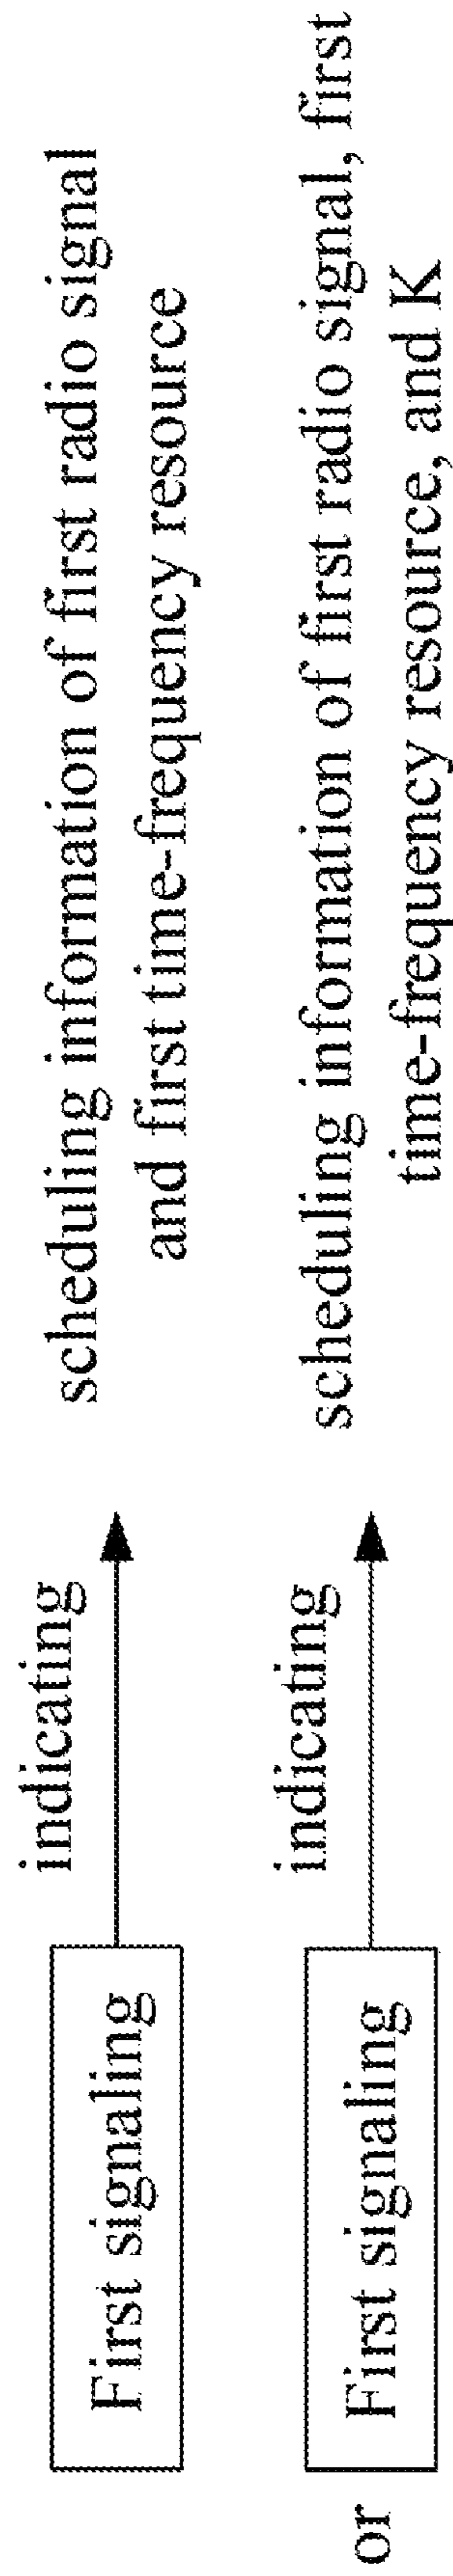 First signaling
indicating
scheduling information of first radio signal
and first time-frequency resource
or
First signaling
indicating
scheduling information of first radio signal, first
time-frequency resource, and K